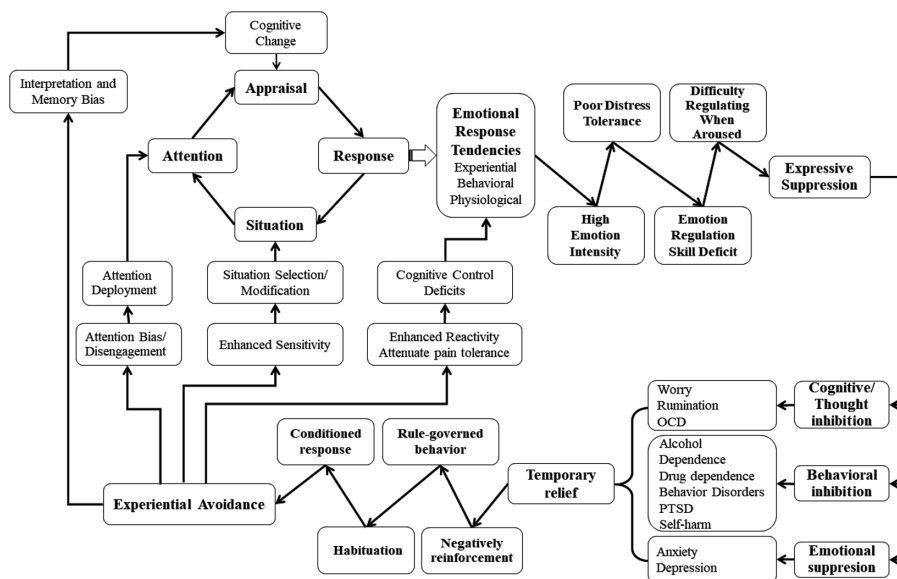 Cognitive
Change
Interpretation and
Memory Bias
Appraisal
Attention
Response
Situation
Emotional
Response
Tendencies
Experiential
Behavioral
Physiological
Poor Distress
Tolerance
Difficulty
Regulating
When
Aroused
Expressive
Suppression
High
Emotion
Intensity
Emotion
Regulation
Skill Deficit
Attention
Deployment
Situation Selection/
Modification
Cognitive Control
Deficits
Attention Bias/
Disengagement
Enhanced Sensitivity
Enhanced Reactivity
Attenuate pain tolerance
Worry
Rumination
OCD
Cognitive/
Thought
inhibition
Conditioned
response
Rule-governed
behavior
Alcohol
Dependence
Drug dependence
Behavior Disorders
PTSD
Self-harm
Behavioral
inhibition
Temporary
relief
Experiential Avoidance
Habituation
Negatively
reinforcement
Anxiety
Depression
Emotional
suppresion